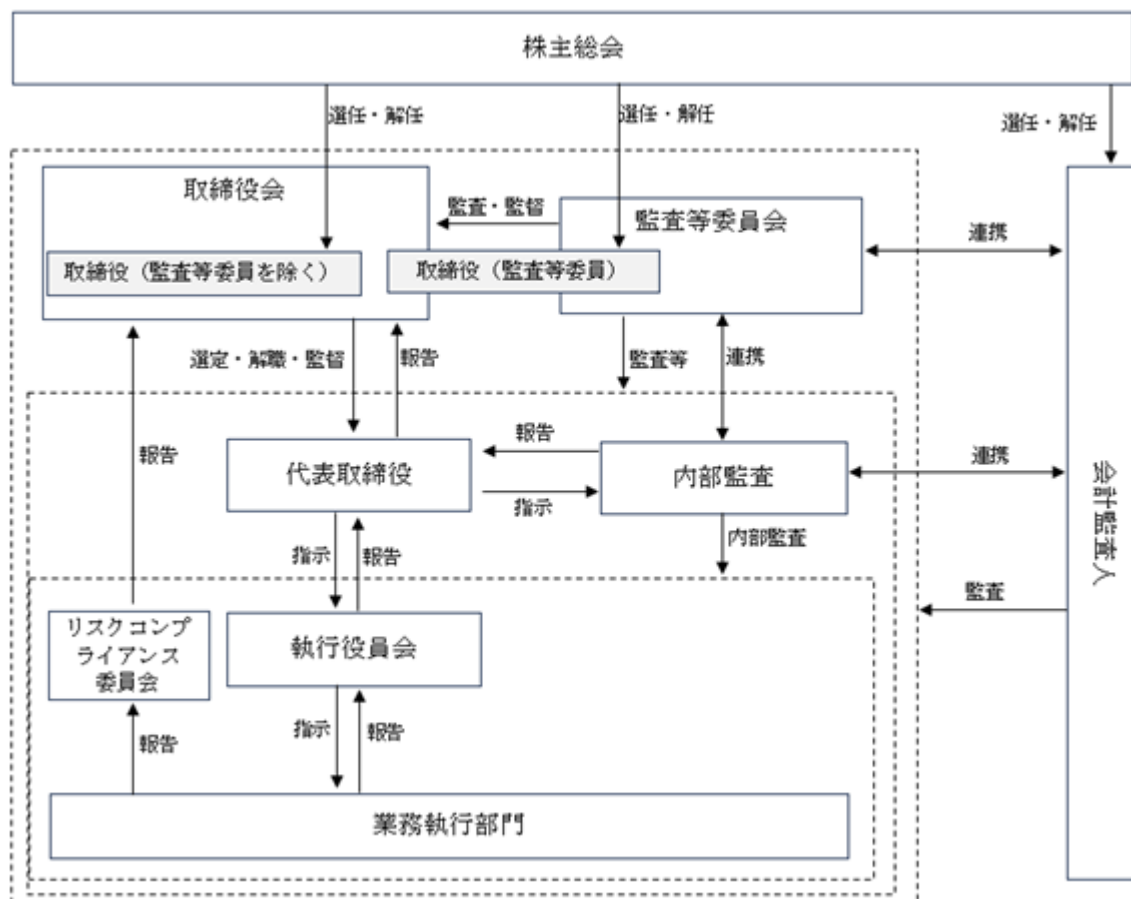 株主総会
選任・解任
選任・解任
選任・解任
取締役会
監査・監督
監査等委員会
連携
取締役（監査等委員を除く）
取締役（監査等委員）
選定・解職・監督
報告
監査等
連携
報告
代表取締役
報告
指示
内部監査
連携
会計監査人
指示
報告
内部監査
監査
リスクコンプ
ライアンス
委員会
執行役員会
報告
指示
報告
業務執行部門